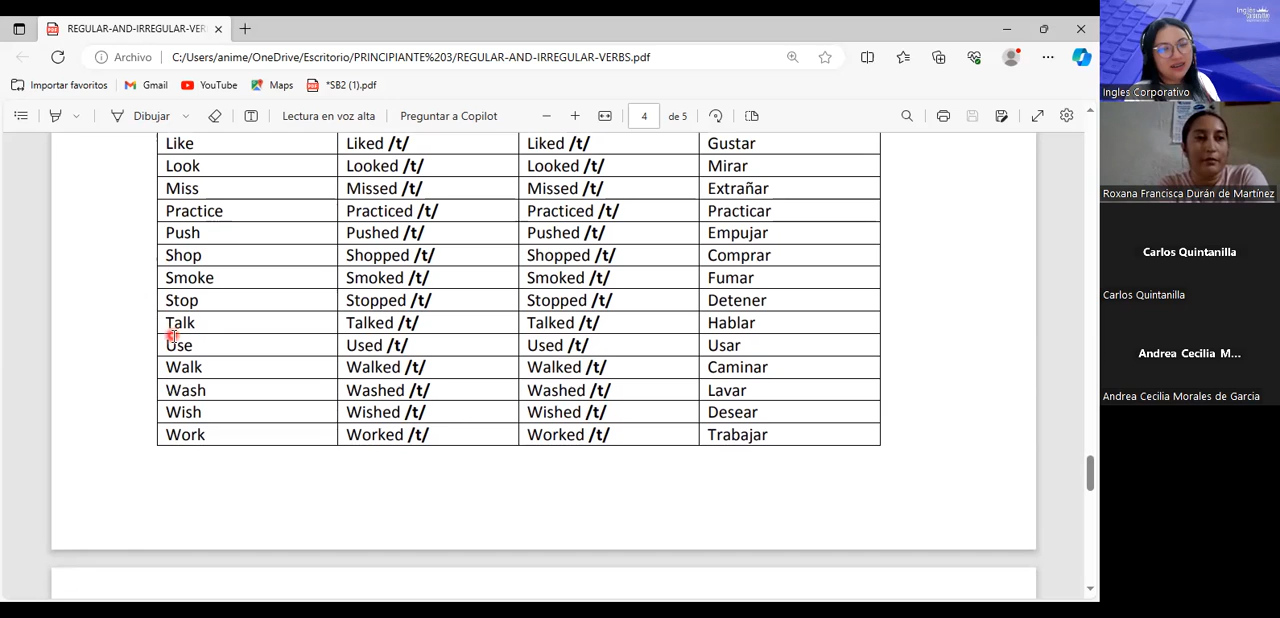 REGULAR-AND-IRREGULAR-VER
Archivo C:/Users/anime/OneDrive/Escritorio/PRINCIPIANTE%203/REGULAR-AND-IRREGULAR-VERBS.pdf
Importar favoritos Gmail YouTube Maps *SB2 (1).pdf
Dibujar Lectura en voz alta Preguntar a Copilot 4 de 5
Like Liked /t/ Liked /t/ Gustar
Look Looked /t/ Looked /t/ Mirar
Miss Missed /t/ Missed /t/ Extrañar
Practice Practiced /t/ Practiced /t/ Practicar
Push Pushed /t/ Pushed /t/ Empujar
Shop Shopped /t/ Shopped /t/ Comprar
Smoke Smoked /t/ Smoked /t/ Fumar
Stop Stopped /t/ Stopped /t/ Detener
Talk Talked /t/ Talked /t/ Hablar
Use Used /t/ Used /t/ Usar
Walk Walked /t/ Walked /t/ Caminar
Wash Washed /t/ Washed /t/ Lavar
Wish Wished /t/ Wished /t/ Desear
Work Worked /t/ Worked /t/ Trabajar
Ingles
Ingles Corporativo
Roxana Francisca Durán de Martínez
Carlos Quintanilla
Carlos Quintanilla
Andrea Cecilia M...
Andrea Cecilia Morales de Garcia